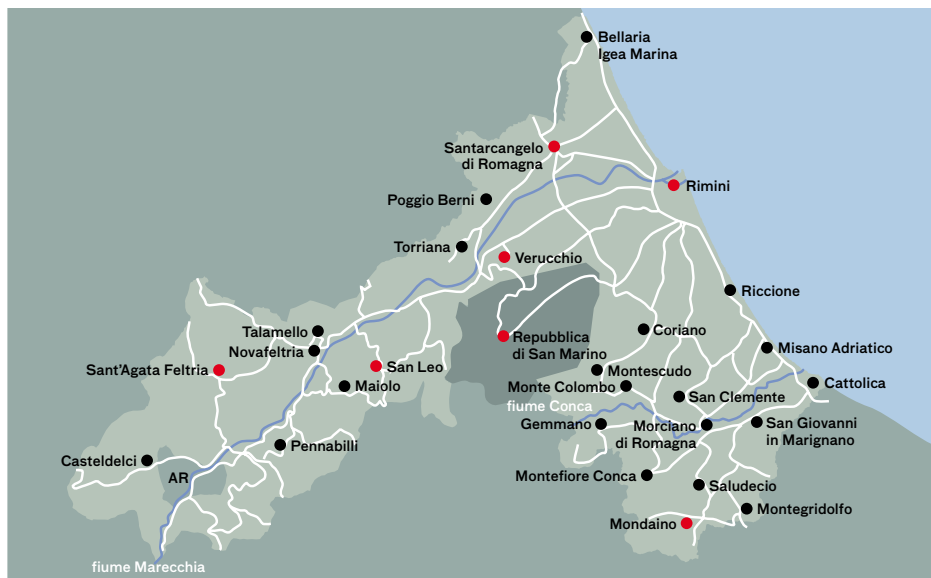 Bellaria
Igea Marina
Santarcangelo
di Romagna
Rimini
Poggio Berni
Torriana
Verucchio
Riccione
Talamello
Novafeltria
Sant'Agata Feltria
San Leo
Maiolo
Repubblica
di San Marino
Coriano
Misano Adriatico
Montescudo
Monte Colombo
Cattolica
fiume Conca
San Clemente
Gemmano
Morciano
di Romagna
San Giovanni
in Marignano
Pennabilli
Casteldelci
AR
Montefiore Conca
Saludecio
Montegridolfo
Mondaino
fiume Marecchia